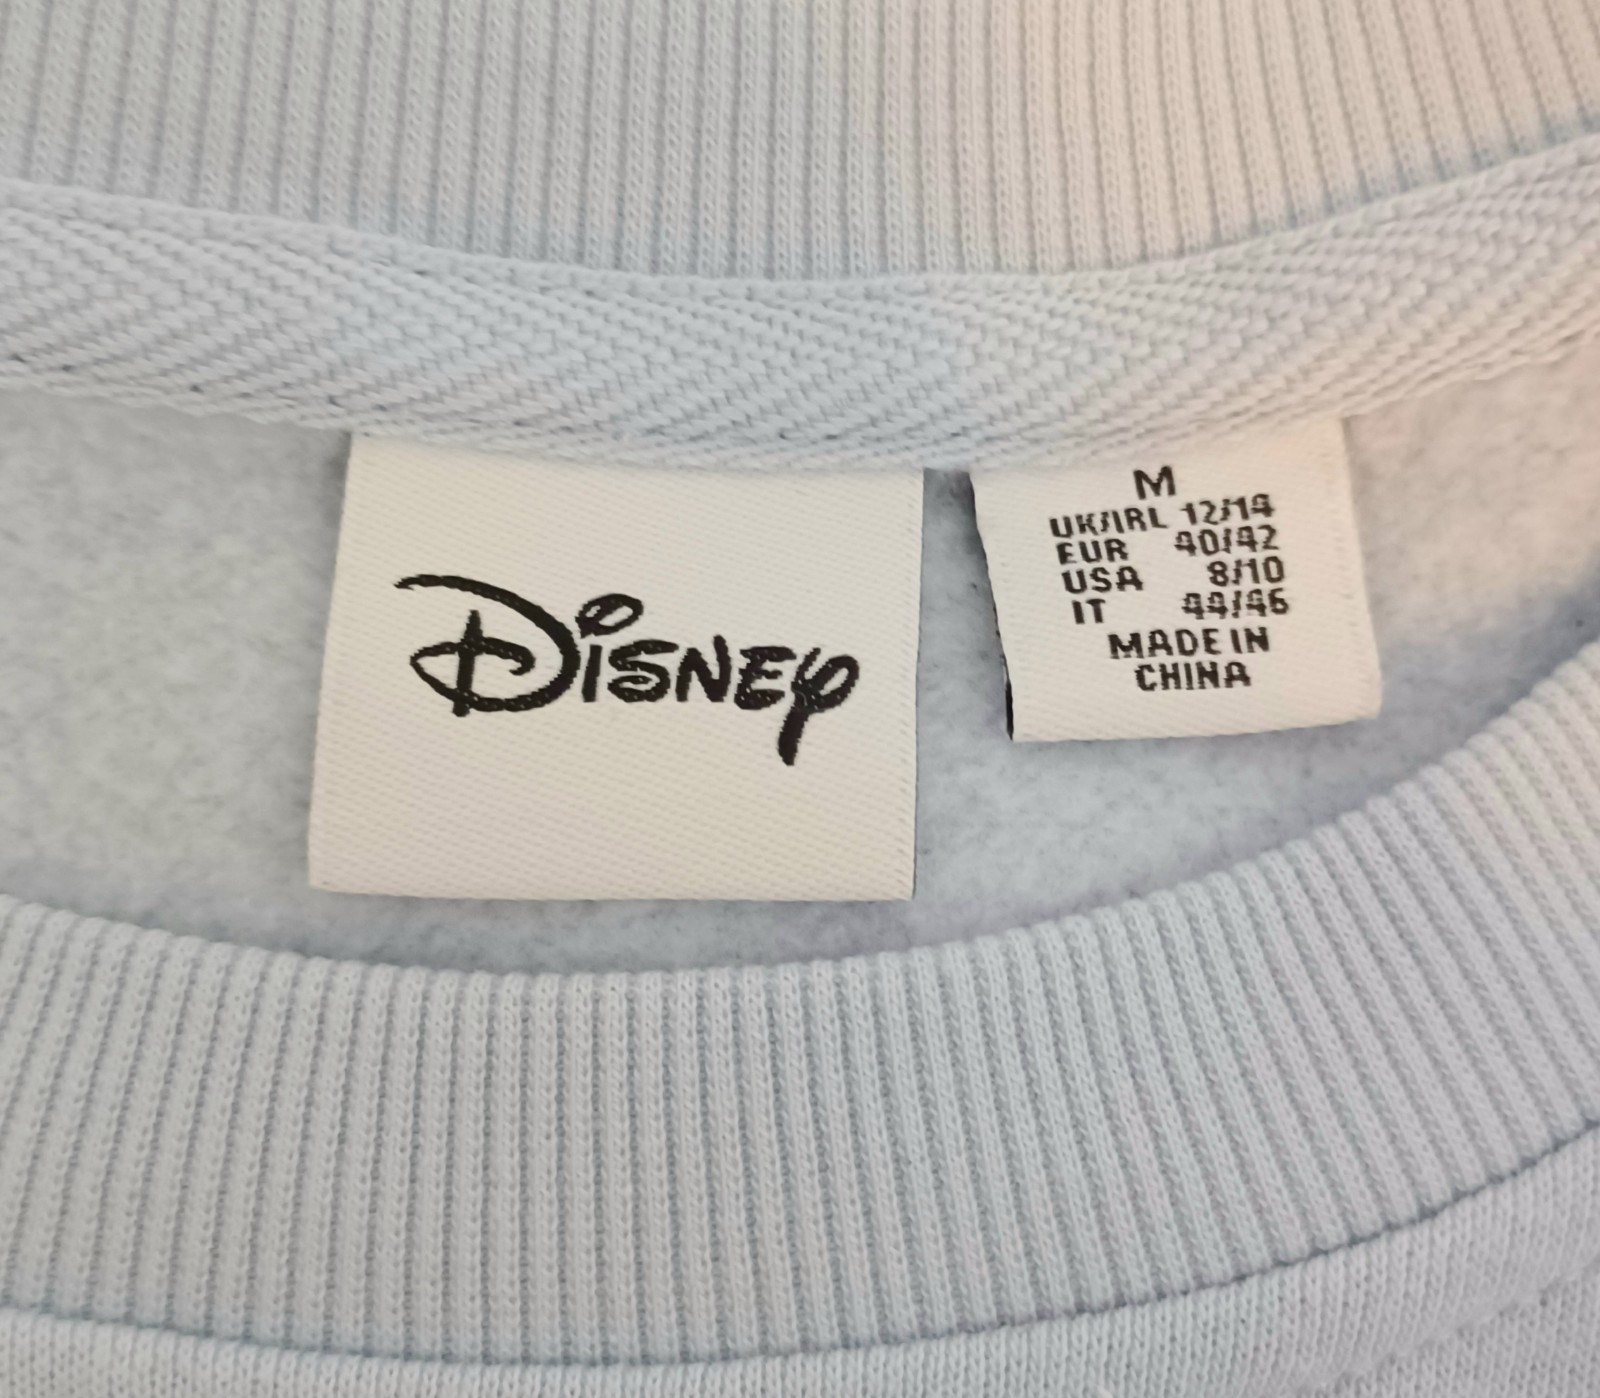 Disney
M
UK/IRL 12/14
EUR 40/42
USA 8/10
IT 44/46
MADE IN
CHINA